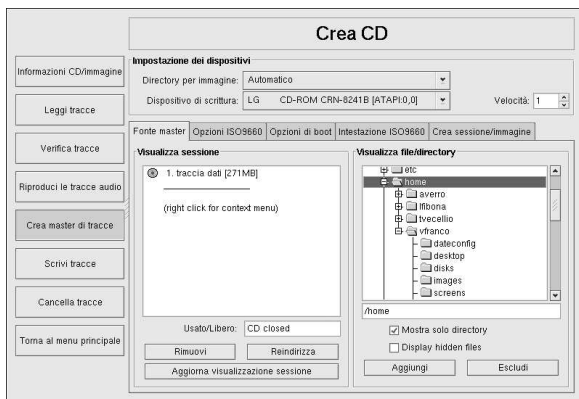 Crea CD
Informazioni CD/immagine
Leggi tracce
Verifica tracce
Riproduci le tracce audio
Crea master di tracce
Scrivi tracce
Cancella tracce
Torna al menu principale
Impostazione dei dispositivi
Directory per immagine: Automatico
Dispositivo di scrittura: LG CD-ROM CRN-8241B [ATAPI:0,0] Velocità: 1
Fonte master Opzioni ISO9660 Opzioni di boot Intestazione ISO9660 Crea sessione/immagine
Visualizza sessione
1. traccia dati [271MB]
(right click for context menu)
Usato/Libero: CD closed
Rimuovi Reindirizza
Aggiorna visualizzazione sessione
Visualizza file/directory
etc
home
averro
lfibona
tvecellio
vfranco
dateconfig
desktop
disks
images
screens
/home
Mostra solo directory
Display hidden files
Aggiungi Escludi